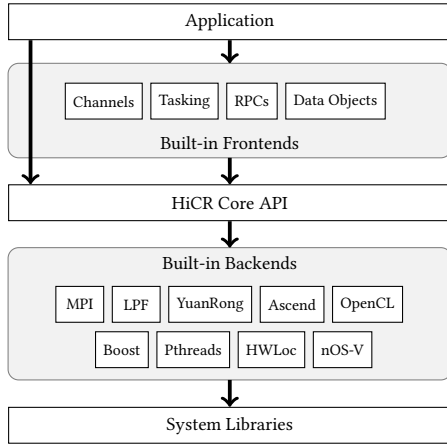 Application
Channels Tasking RPCs Data Objects
Built-in Frontends
HiCR Core API
Built-in Backends
MPI LPF YuanRong Ascend OpenCL
Boost Pthreads HWLoc nOS-V
System Libraries